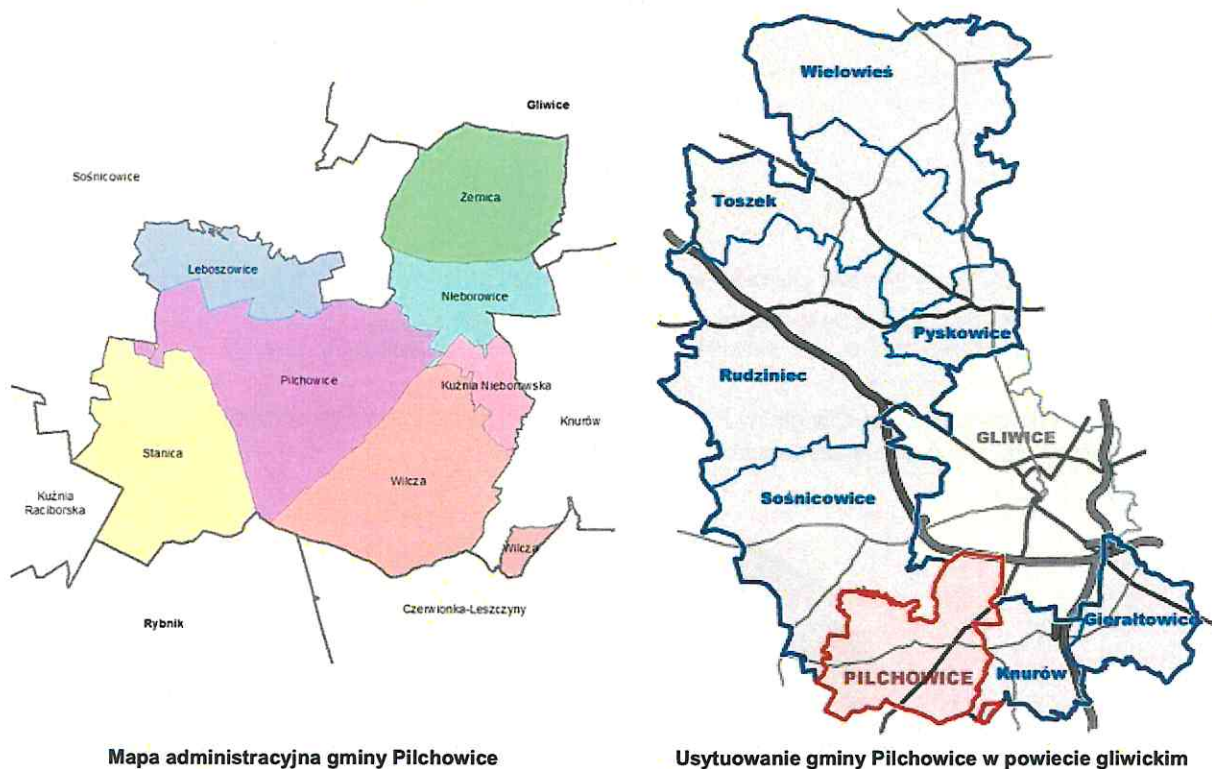 Gliwice
Sośnicowice
Żernica
Leboszowice
Nieborowice
Pilchowice
Kuźnia Nieborowska
Knurów
Stanica
Wilcza
Kuźnia
Raciborska
Wilcza
Czerwionka-Leszczyny
Rybnik
Mapa administracyjna gminy Pilchowice
Wielowieś
Toszek
Pyskowice
Rudziniec
GLIWICE
Sośnicowice
Gierałtowice
PILCHOWICE
Knurów
Usytuowanie gminy Pilchowice w powiecie gliwickim